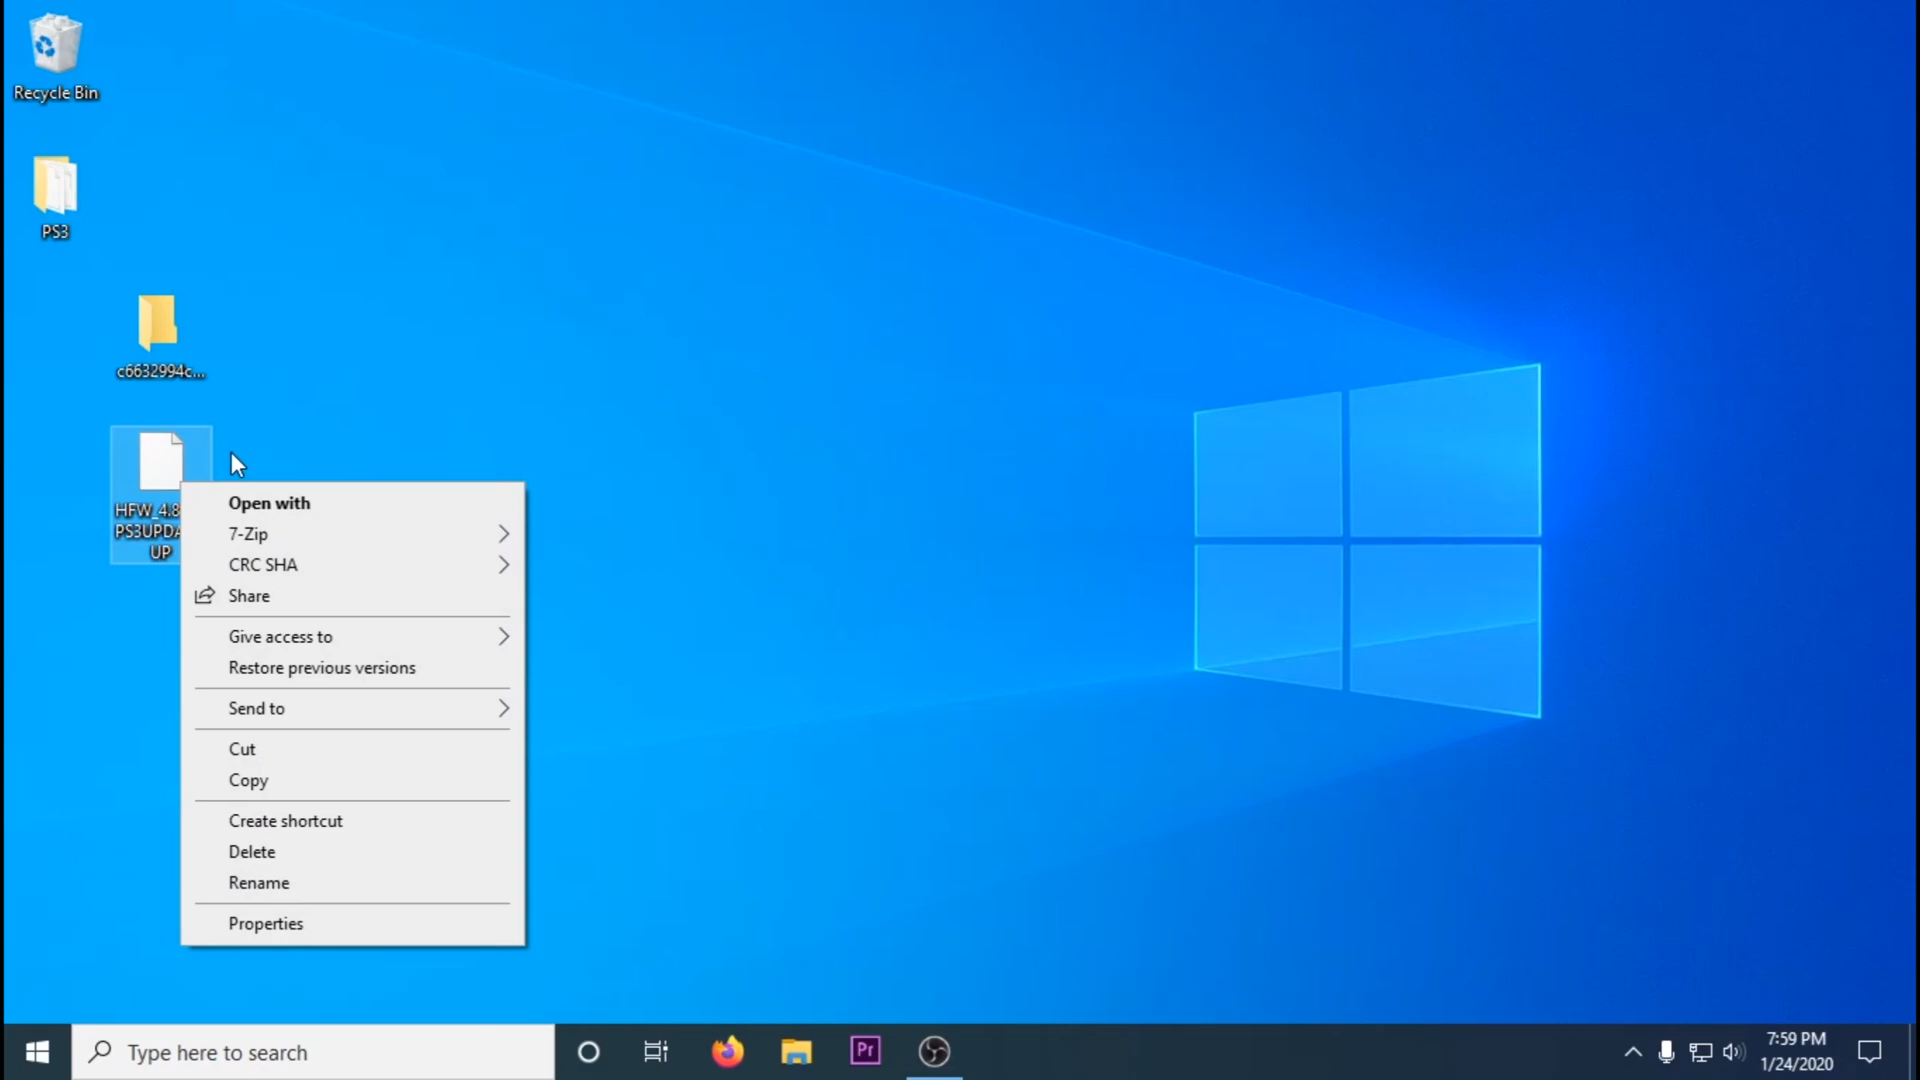 Recycle Bin
PS3
c6632994c...
HFW_4.8
PS3UPDA
UP
Open with
7-Zip
CRC SHA
Share
Give access to
Restore previous versions
Send to
Cut
Copy
Create shortcut
Delete
Rename
Properties
Type here to search
Pr
7:59 PM
1/24/2020